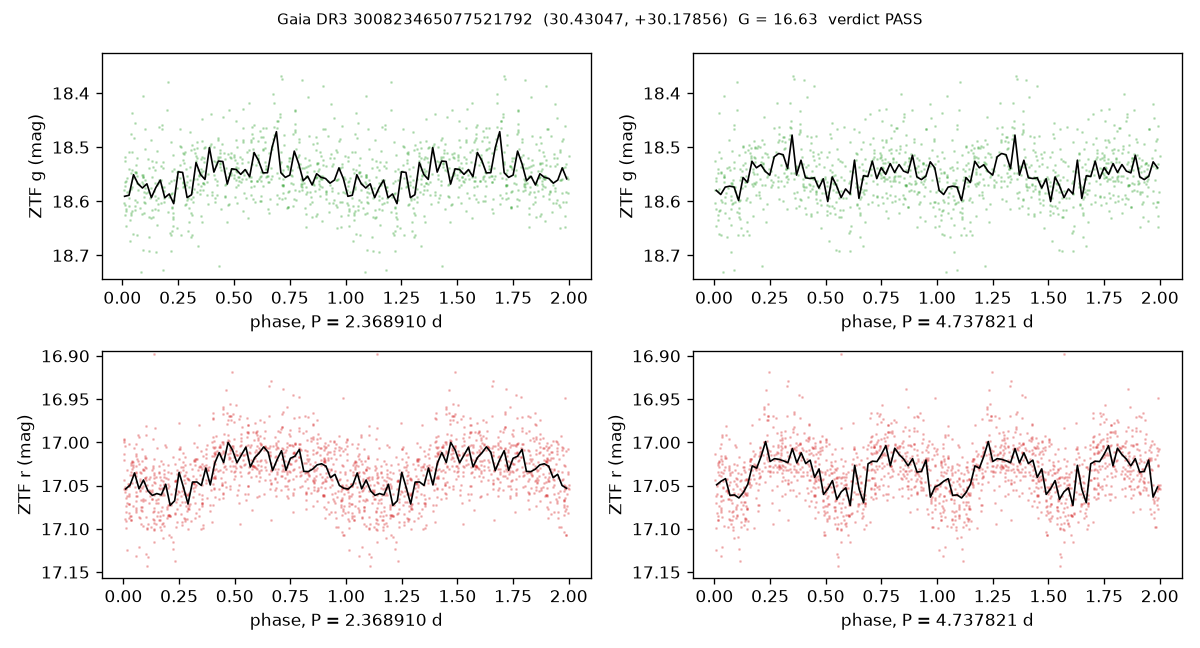 Gaia DR3 300823465077521792  (30.43047, +30.17856)  G = 16.63  verdict PASS
ZTF g (mag)
18.4
18.5
18.6
18.7
0.00 0.25 0.50 0.75 1.00 1.25 1.50 1.75 2.00
phase, P = 2.368910 d
ZTF g (mag)
18.4
18.5
18.6
18.7
0.00 0.25 0.50 0.75 1.00 1.25 1.50 1.75 2.00
phase, P = 4.737821 d
ZTF r (mag)
16.90
16.95
17.00
17.05
17.10
17.15
0.00 0.25 0.50 0.75 1.00 1.25 1.50 1.75 2.00
phase, P = 2.368910 d
ZTF r (mag)
16.90
16.95
17.00
17.05
17.10
17.15
0.00 0.25 0.50 0.75 1.00 1.25 1.50 1.75 2.00
phase, P = 4.737821 d